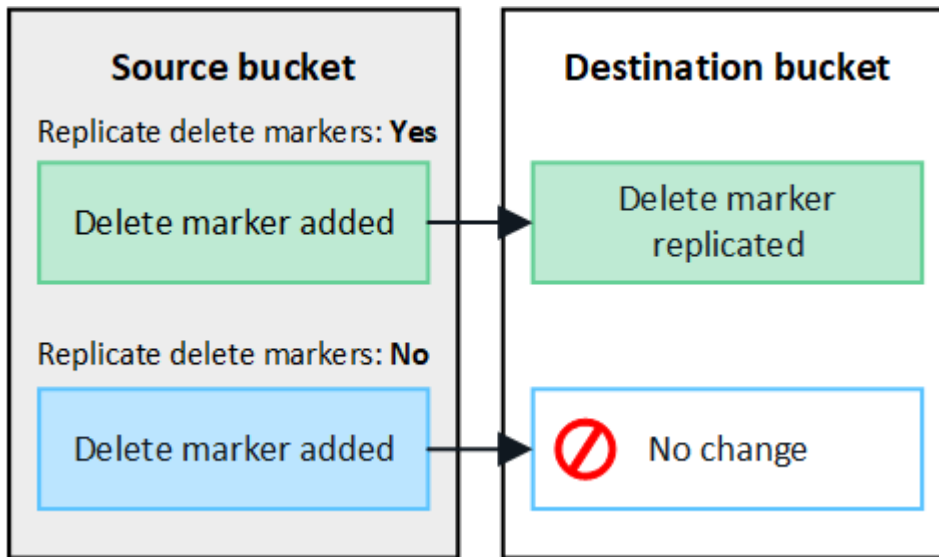 Source bucket
Replicate delete markers: Yes
Delete marker added
Replicate delete markers: No
Delete marker added
Destination bucket
Delete marker
replicated
No change